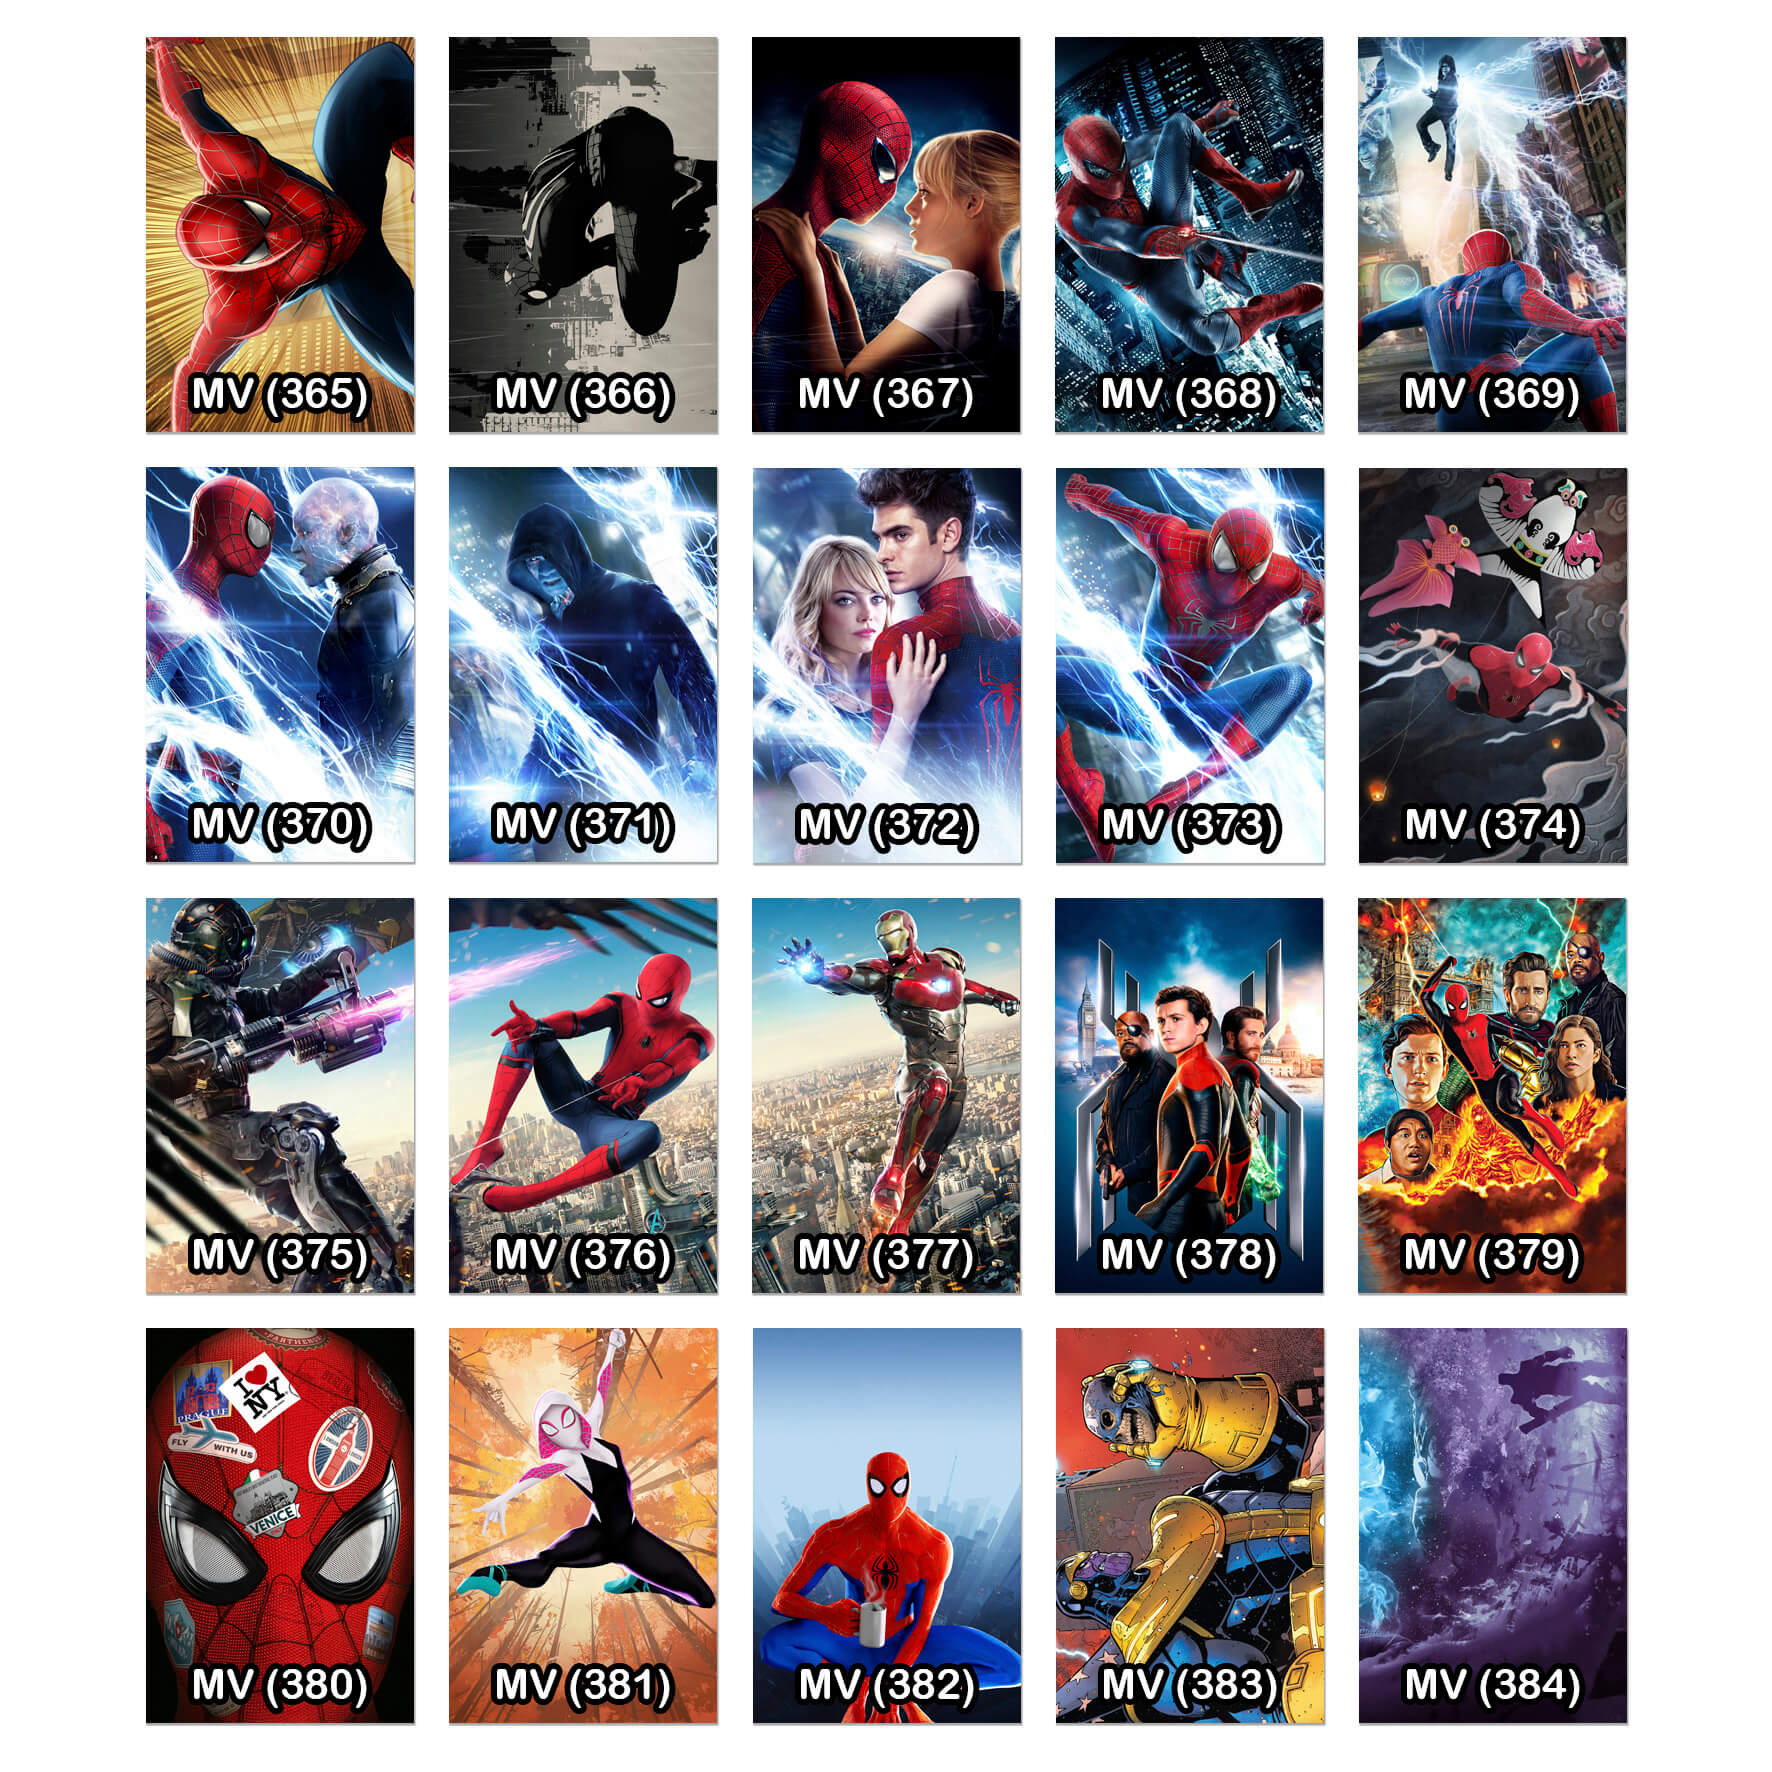 MV (365)
MV (366)
MV (367)
MV (368)
MV (369)
MV (370)
MV (371)
MV (372)
MV (373)
MV (374)
MV (375)
MV (376)
MV (377)
MV (378)
MV (379)
PRAGUE
I ♥
NY
FLY WITH US
VENICE
MV (380)
MV (381)
MV (382)
MV (383)
MV (384)